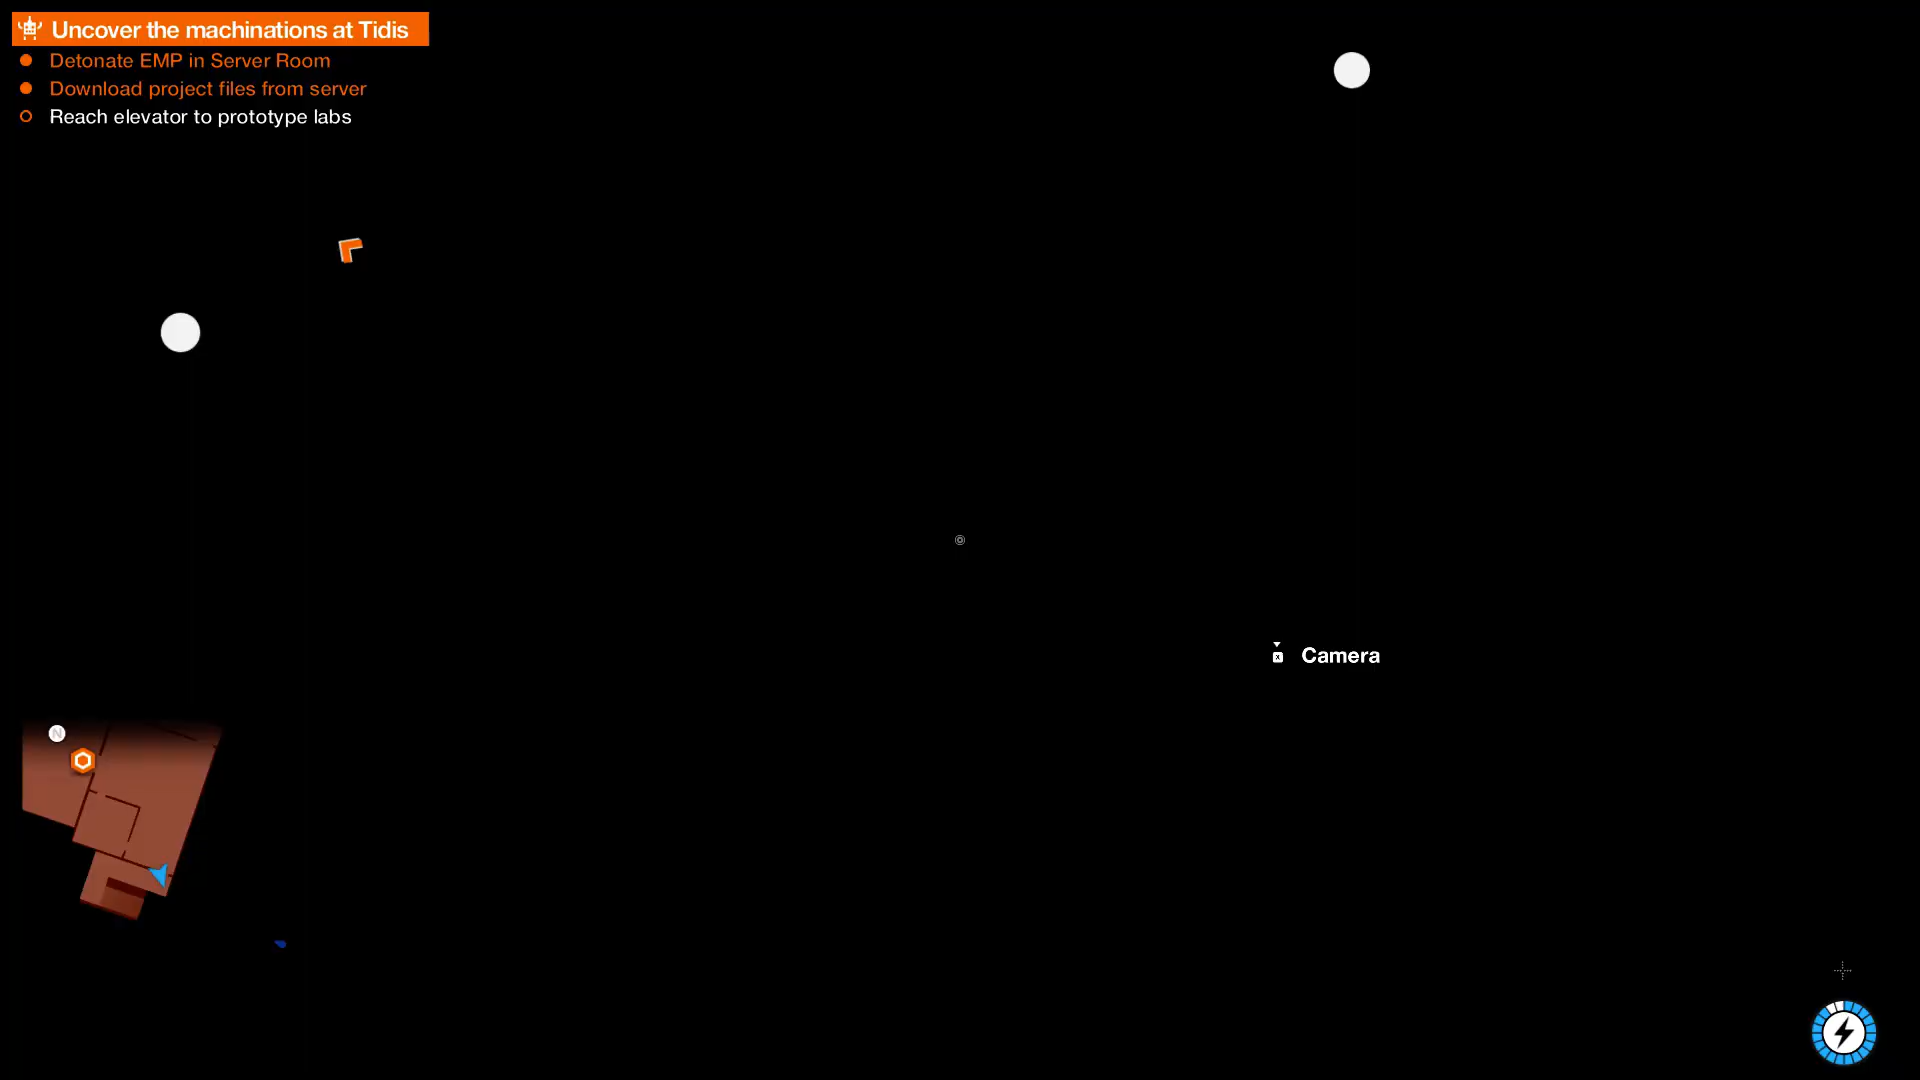 Uncover the machinations at Tidis
Detonate EMP in Server Room
Download project files from server
Reach elevator to prototype labs
x Camera
N